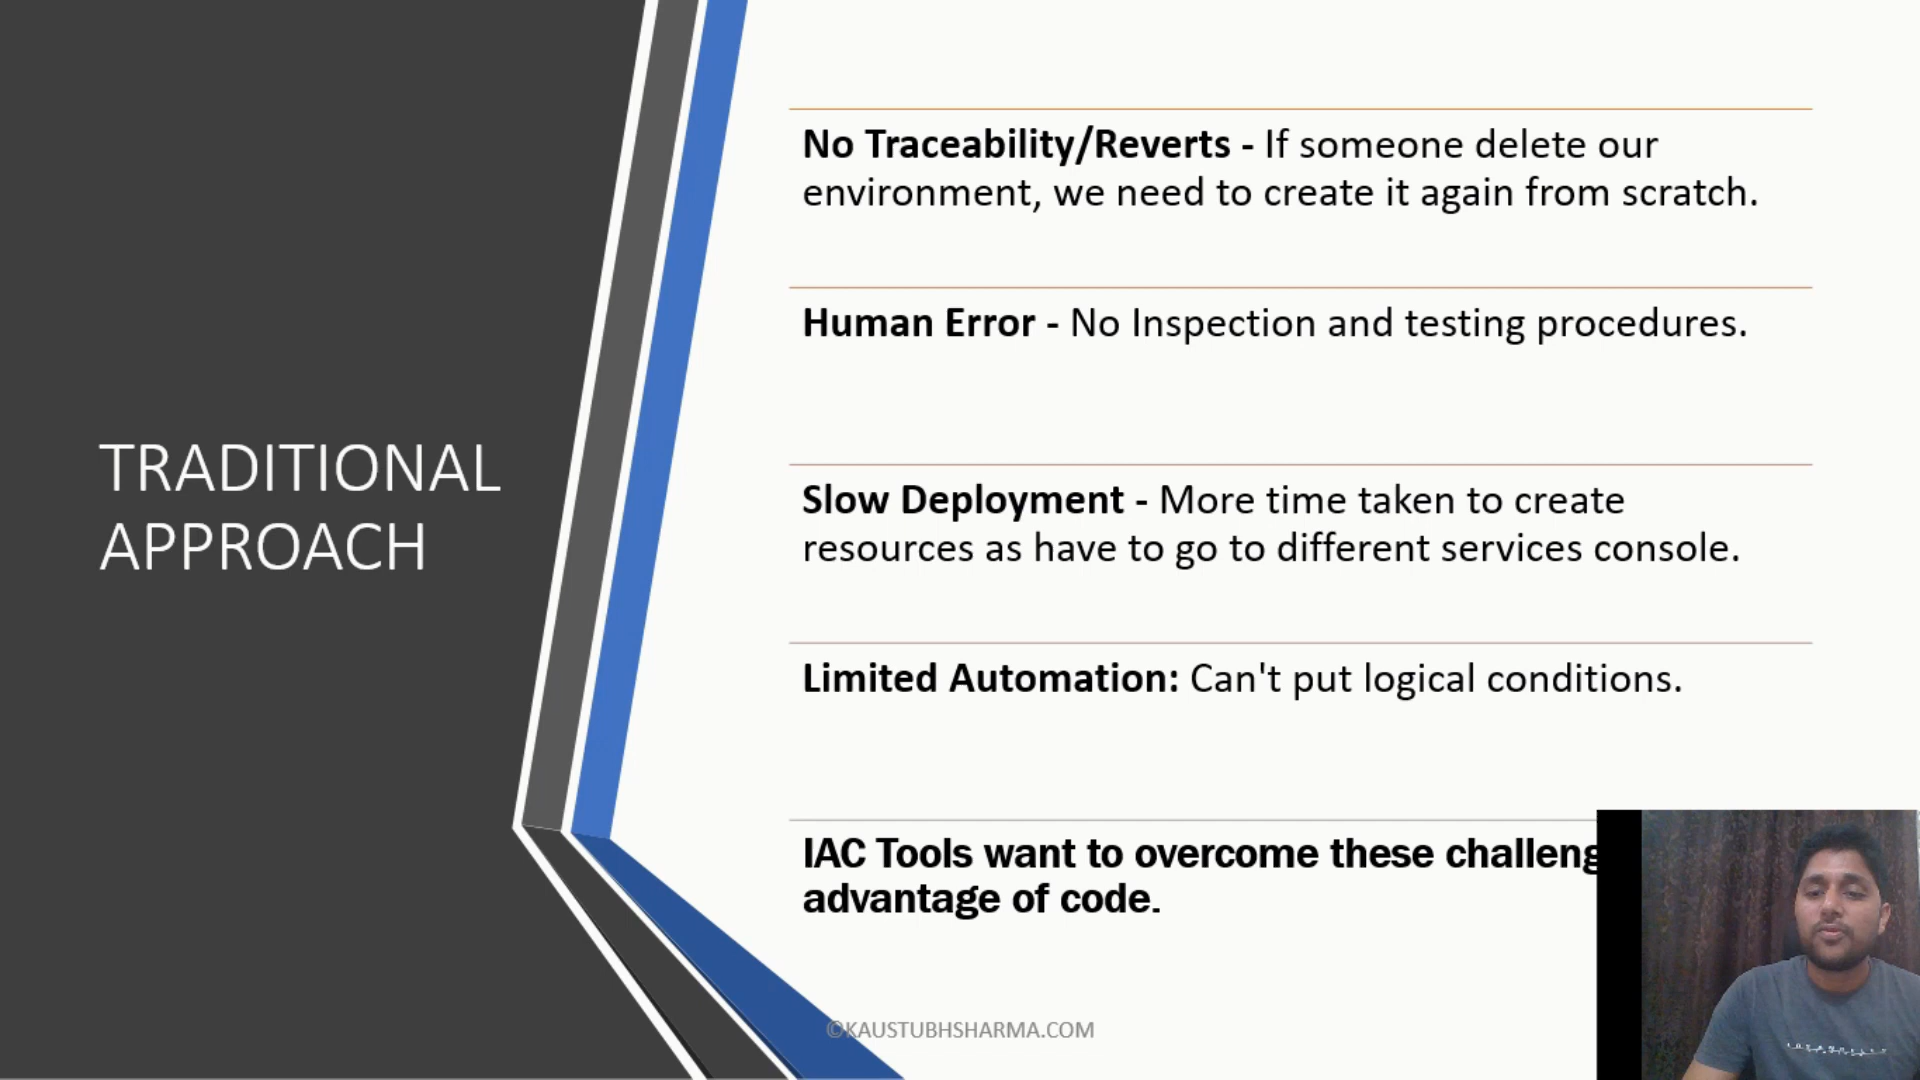 TRADITIONAL
APPROACH
No Traceability/Reverts - If someone delete our
environment, we need to create it again from scratch.
Human Error - No Inspection and testing procedures.
Slow Deployment - More time taken to create
resources as have to go to different services console.
Limited Automation: Can't put logical conditions.
IAC Tools want to overcome these
advantage of code.
©KAUSTUBHSHARMA.COM